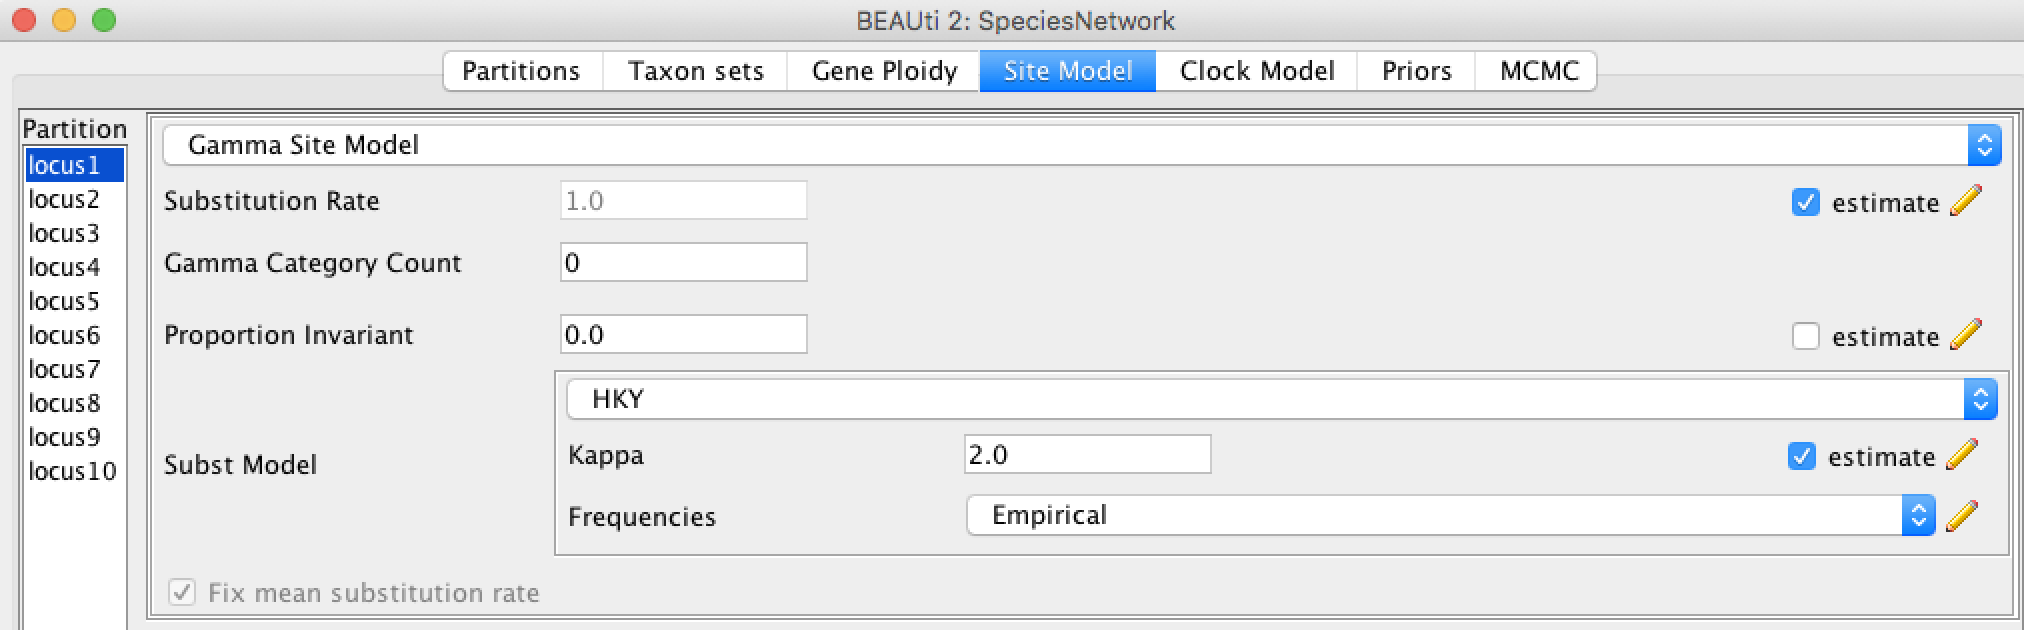 BEAUti 2: SpeciesNetwork
Partitions Taxon sets Gene Ploidy Site Model Clock Model Priors MCMC
Partition
locus1
locus2
locus3
locus4
locus5
locus6
locus7
locus8
locus9
locus10
Gamma Site Model
Substitution Rate 1.0 estimate
Gamma Category Count 0
Proportion Invariant 0.0 estimate
Subst Model
HKY
Kappa 2.0 estimate
Frequencies Empirical
Fix mean substitution rate